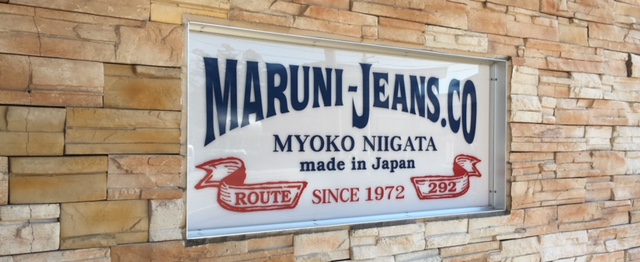 MARUNI-JEANS.CO
MYOKO NIIGATA
made in Japan
ROUTE SINCE 1972 292